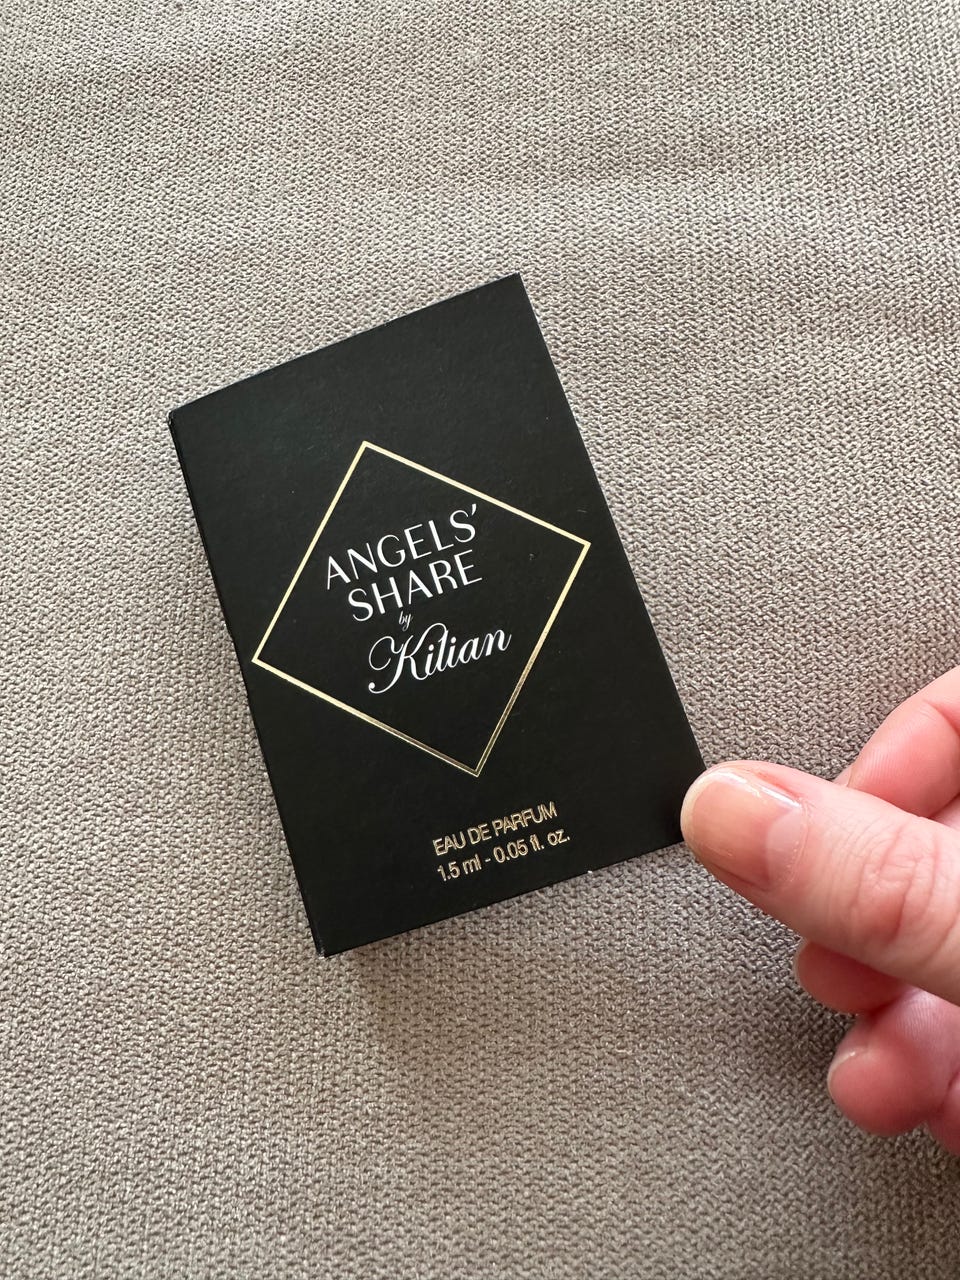 ANGELS'
SHARE
by
Kilian
EAU DE PARFUM
1.5 ml - 0.05 fl. oz.